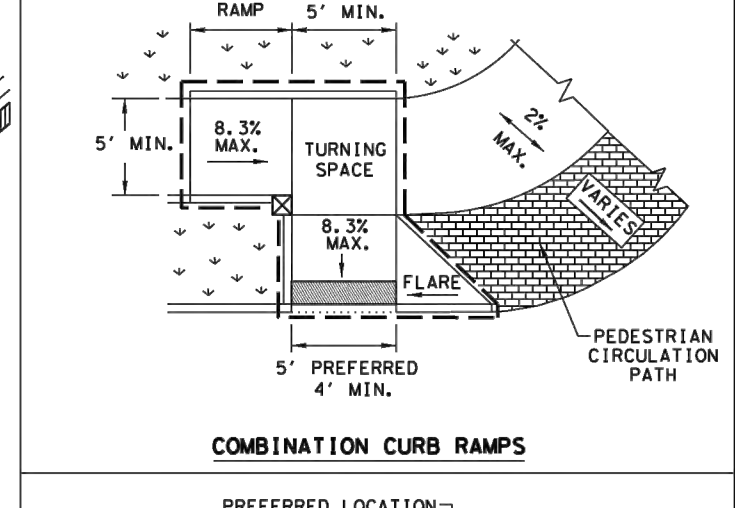 RAMP
5' MIN.
5' MIN.
8.3%
MAX.
TURNING
SPACE
2%
MAX.
VARIES
8.3%
MAX.
FLARE
5' PREFERRED
4' MIN.
PEDESTRIAN
CIRCULATION
PATH
COMBINATION CURB RAMPS
PREFERRED LOCATION